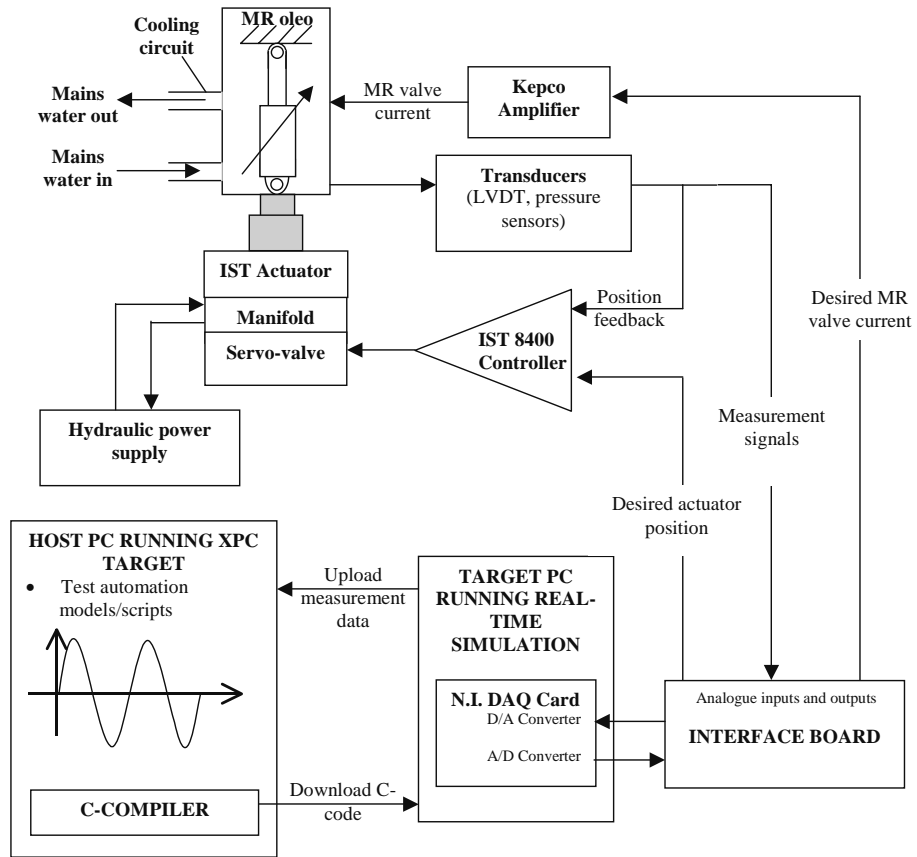 MR oleo
Cooling
circuit
Mains
water out
Mains
water in
MR valve
current
Kepco
Amplifier
Transducers
(LVDT, pressure
sensors)
IST Actuator
Manifold
Servo-valve
Position
feedback
IST 8400
Controller
Desired MR
valve current
Hydraulic power
supply
Measurement
signals
Desired actuator
position
HOST PC RUNNING XPC
TARGET
• Test automation
models/scripts
Upload
measurement
data
TARGET PC
RUNNING REAL-
TIME
SIMULATION
N.I. DAQ Card
D/A Converter
A/D Converter
Analogue inputs and outputs
INTERFACE BOARD
C-COMPILER
Download C-
code